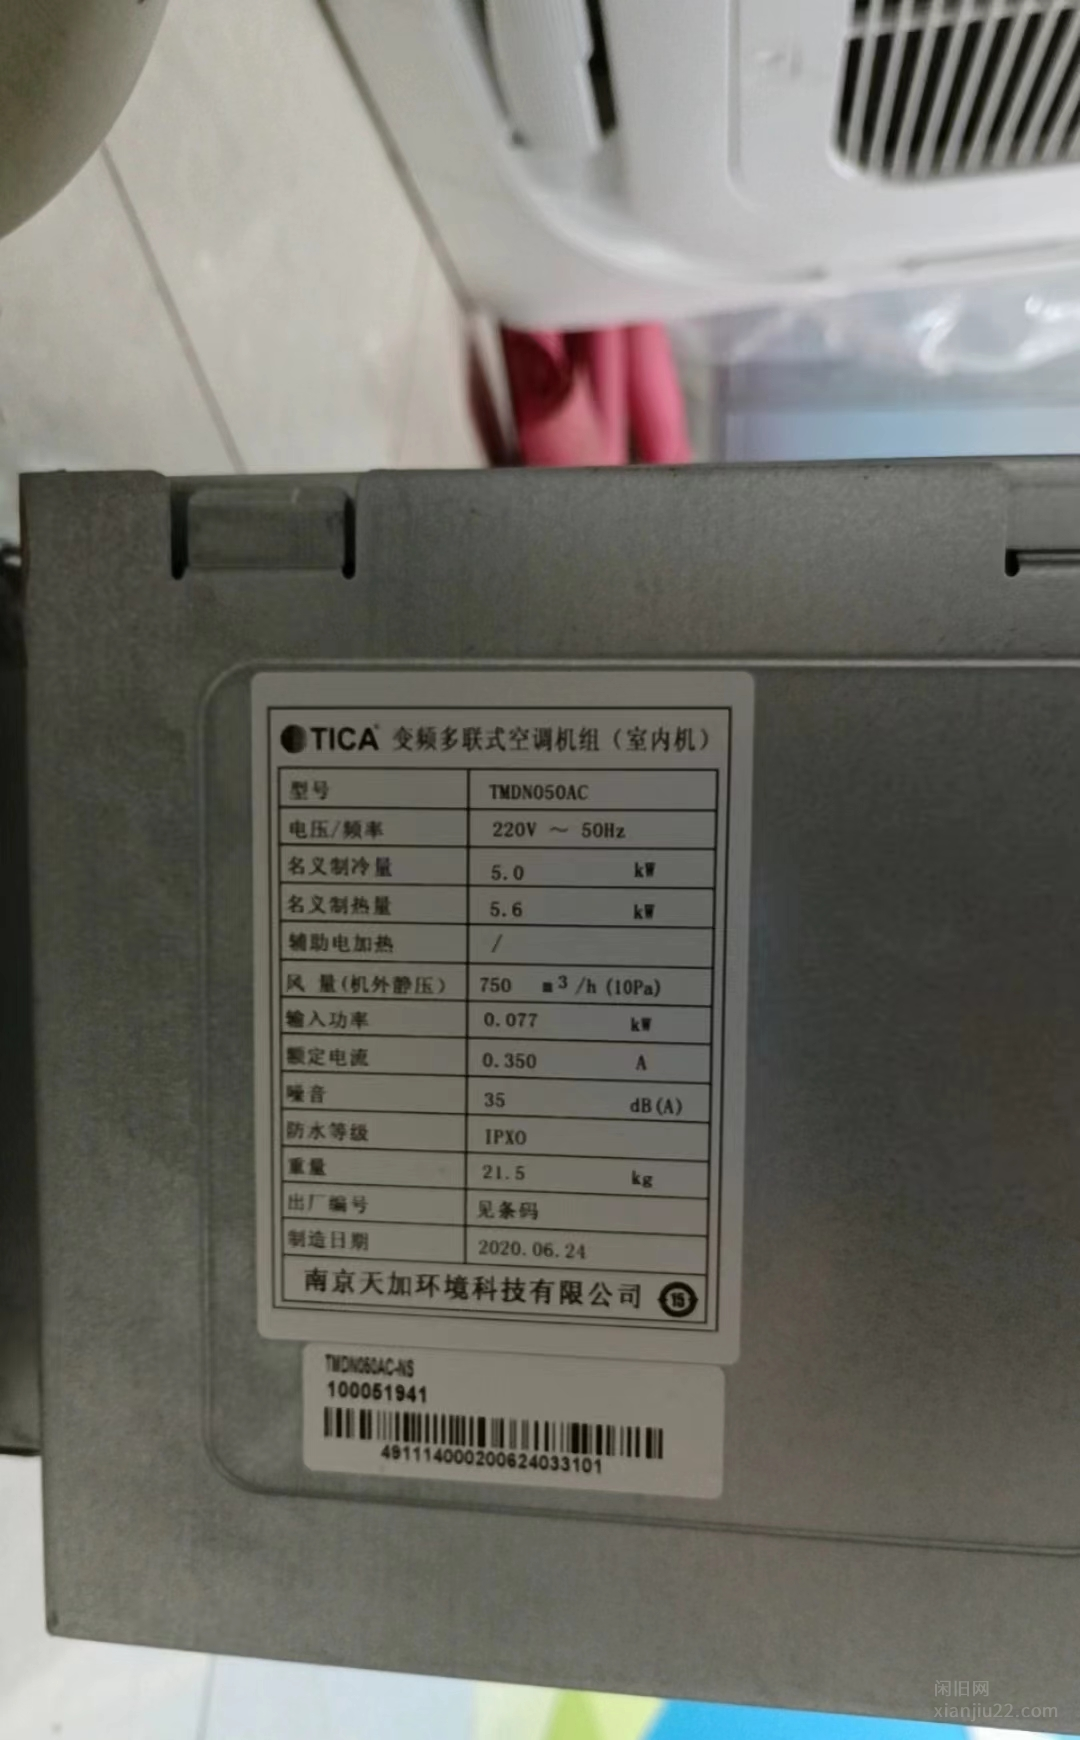 TICA® 变频多联式空调机组（室内机）
型号 TMDN050AC
电压/频率 220V ～ 50Hz
名义制冷量 5.0 kW
名义制热量 5.6 kW
辅助电加热 /
风 量(机外静压) 750 m³/h (10Pa)
输入功率 0.077 kW
额定电流 0.350 A
噪音 35 dB(A)
防水等级 IPX0
重量 21.5 kg
出厂编号 见条码
制造日期 2020.06.24
南京天加环境科技有限公司 15
TMDN050AC-NS
100051941
491114000200624033101
闲旧网
xianjiu22.com